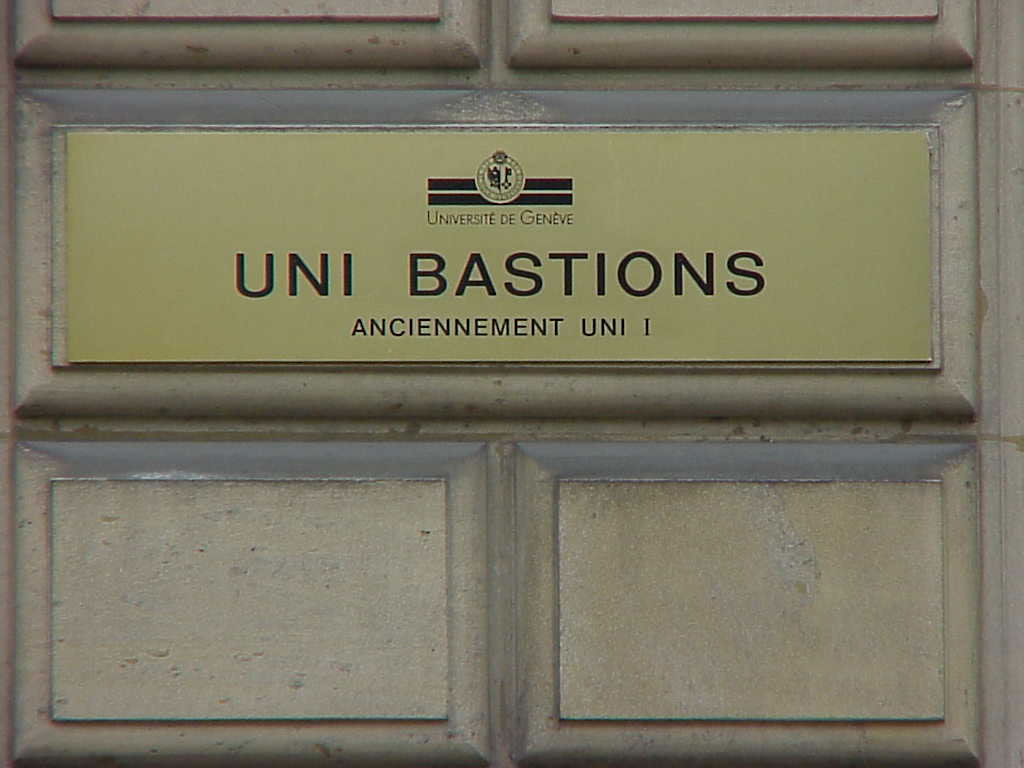 UNIVERSITÉ DE GENÈVE
UNI BASTIONS
ANCIENNEMENT UNI I